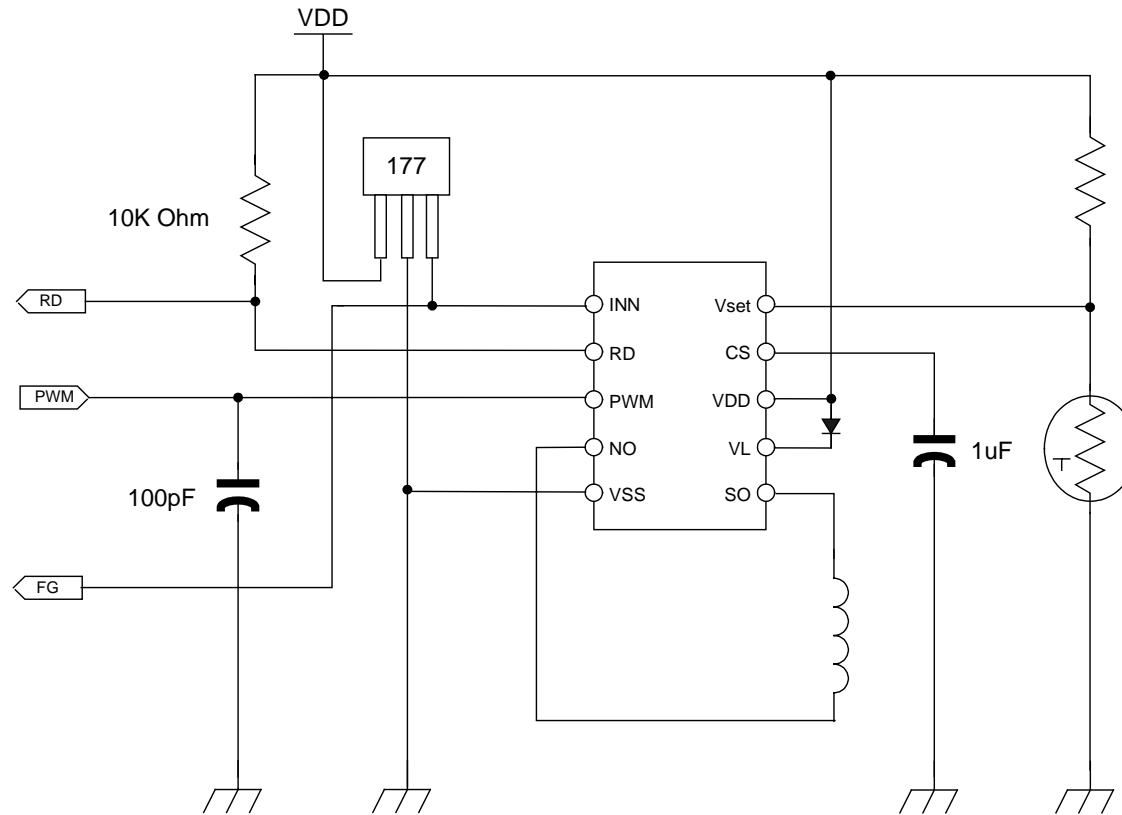 VDD
177
10K Ohm
RD
INN
Vset
RD
CS
PWM
PWM
VDD
NO
VL
1uF
100pF
VSS
SO
T
FG